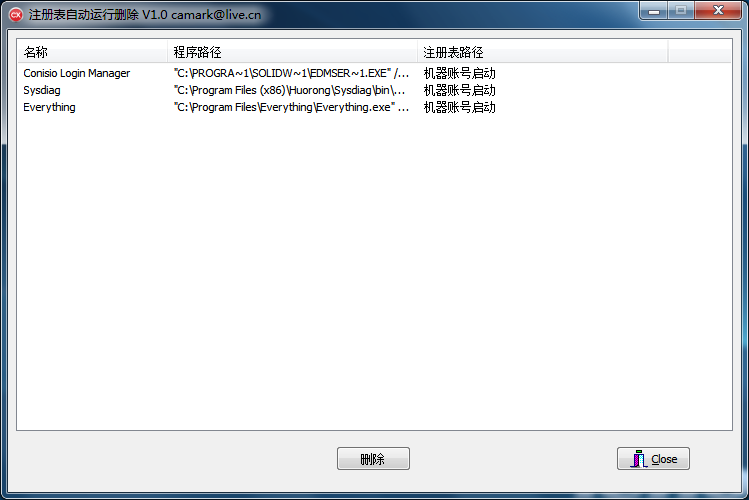 注册表自动运行删除 V1.0 camark@live.cn
名称 程序路径 注册表路径
Conisio Login Manager "C:\PROGRA~1\SOLIDW~1\EDMSER~1.EXE" /... 机器账号启动
Sysdiag "C:\Program Files (x86)\Huorong\Sysdiag\bin\... 机器账号启动
Everything "C:\Program Files\Everything\Everything.exe" ... 机器账号启动
删除 Close